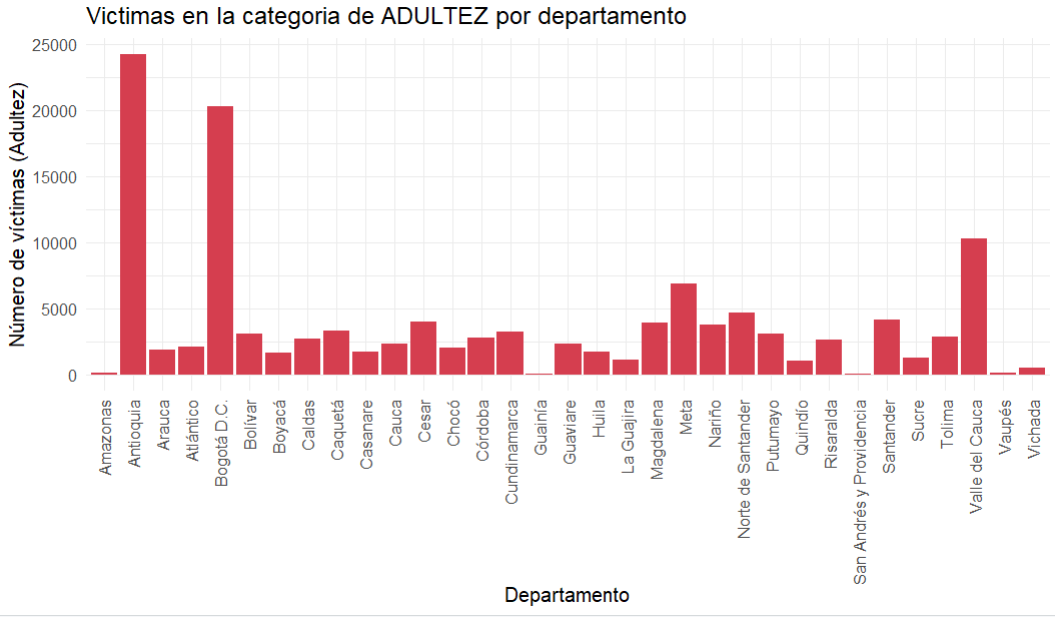 Victimas en la categoria de ADULTEZ por departamento
Número de víctimas (Adultez)
25000
20000
15000
10000
5000
0
Amazonas
Antioquia
Arauca
Atlántico
Bogotá D.C.
Bolívar
Boyacá
Caldas
Caquetá
Casanare
Cauca
Cesar
Chocó
Córdoba
Cundinamarca
Guainía
Guaviare
Huila
La Guajira
Magdalena
Meta
Nariño
Norte de Santander
Putumayo
Quindío
Risaralda
San Andrés y Providencia
Santander
Sucre
Tolima
Valle del Cauca
Vaupés
Vichada
Departamento